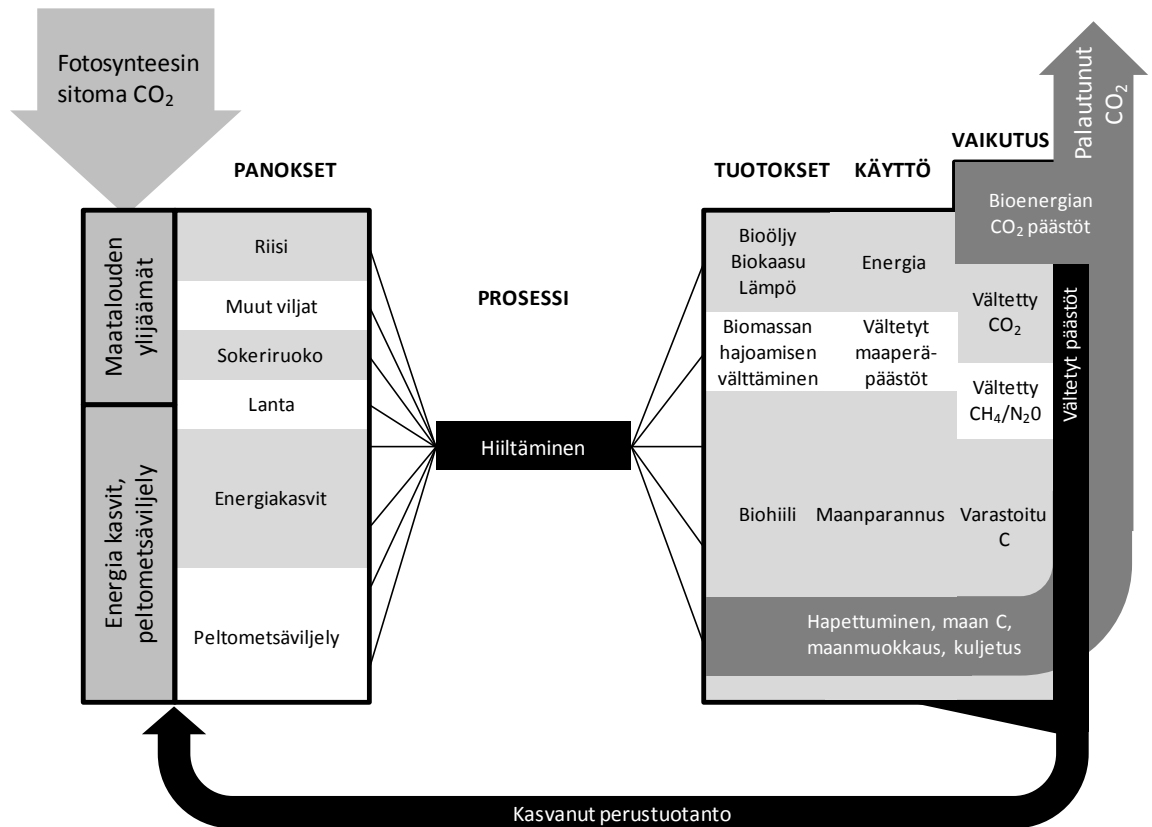 Fotosynteesin
sitoma CO₂
PANOKSET
Maatalouden
ylijäämät
Energia kasvit,
peltometsäviljely
Riisi
Muut viljat
Sokeriruoko
Lanta
Energiakasvit
Peltometsäviljely
PROSESSI
Hiiltäminen
TUOTOKSET
KÄYTTÖ
VAIKUTUS
Bioöljy
Biokaasu
Lämpö
Energia
Bioenergian
CO₂ päästöt
Biomassan
hajoamisen
välttäminen
Vältetyt
maaperä-
päästöt
Vältetty
CO₂
Vältetty
CH₄/N₂0
Biohiili
Maanparannus
Varastoitu
C
Hapettuminen, maan C,
maanmuokkaus, kuljetus
Vältetyt päästöt
Palautunut
CO₂
Kasvanut perustuotanto